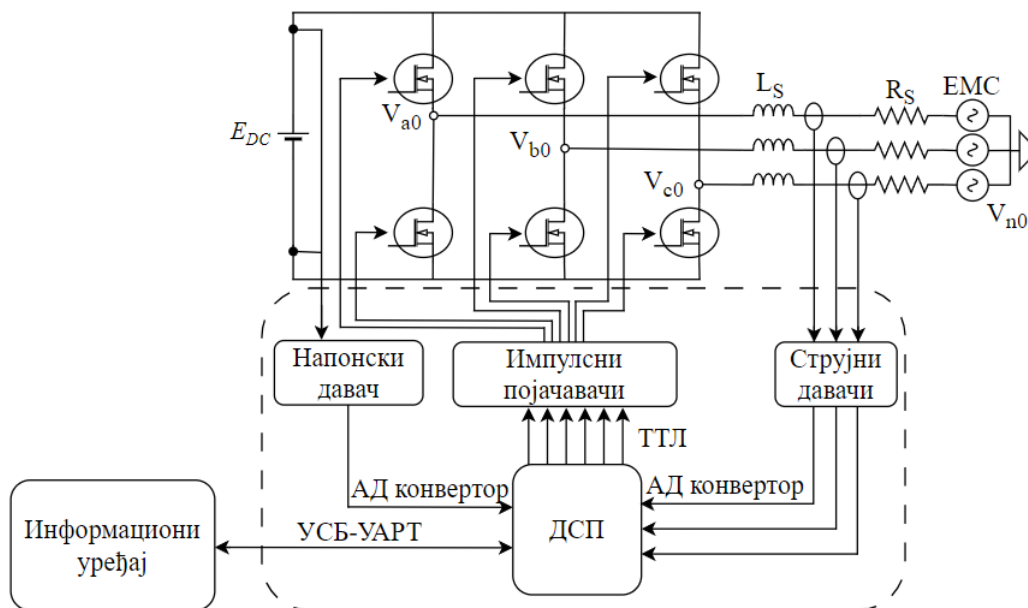 E_DC
V_a0
V_b0
V_c0
L_S
R_S
ЕМС
V_n0
Напонски
давач
Импулсни
појачавачи
Струјни
давачи
ТТЛ
АД конвертор
АД конвертор
ДСП
УСБ-УАРТ
Информациони
уређај